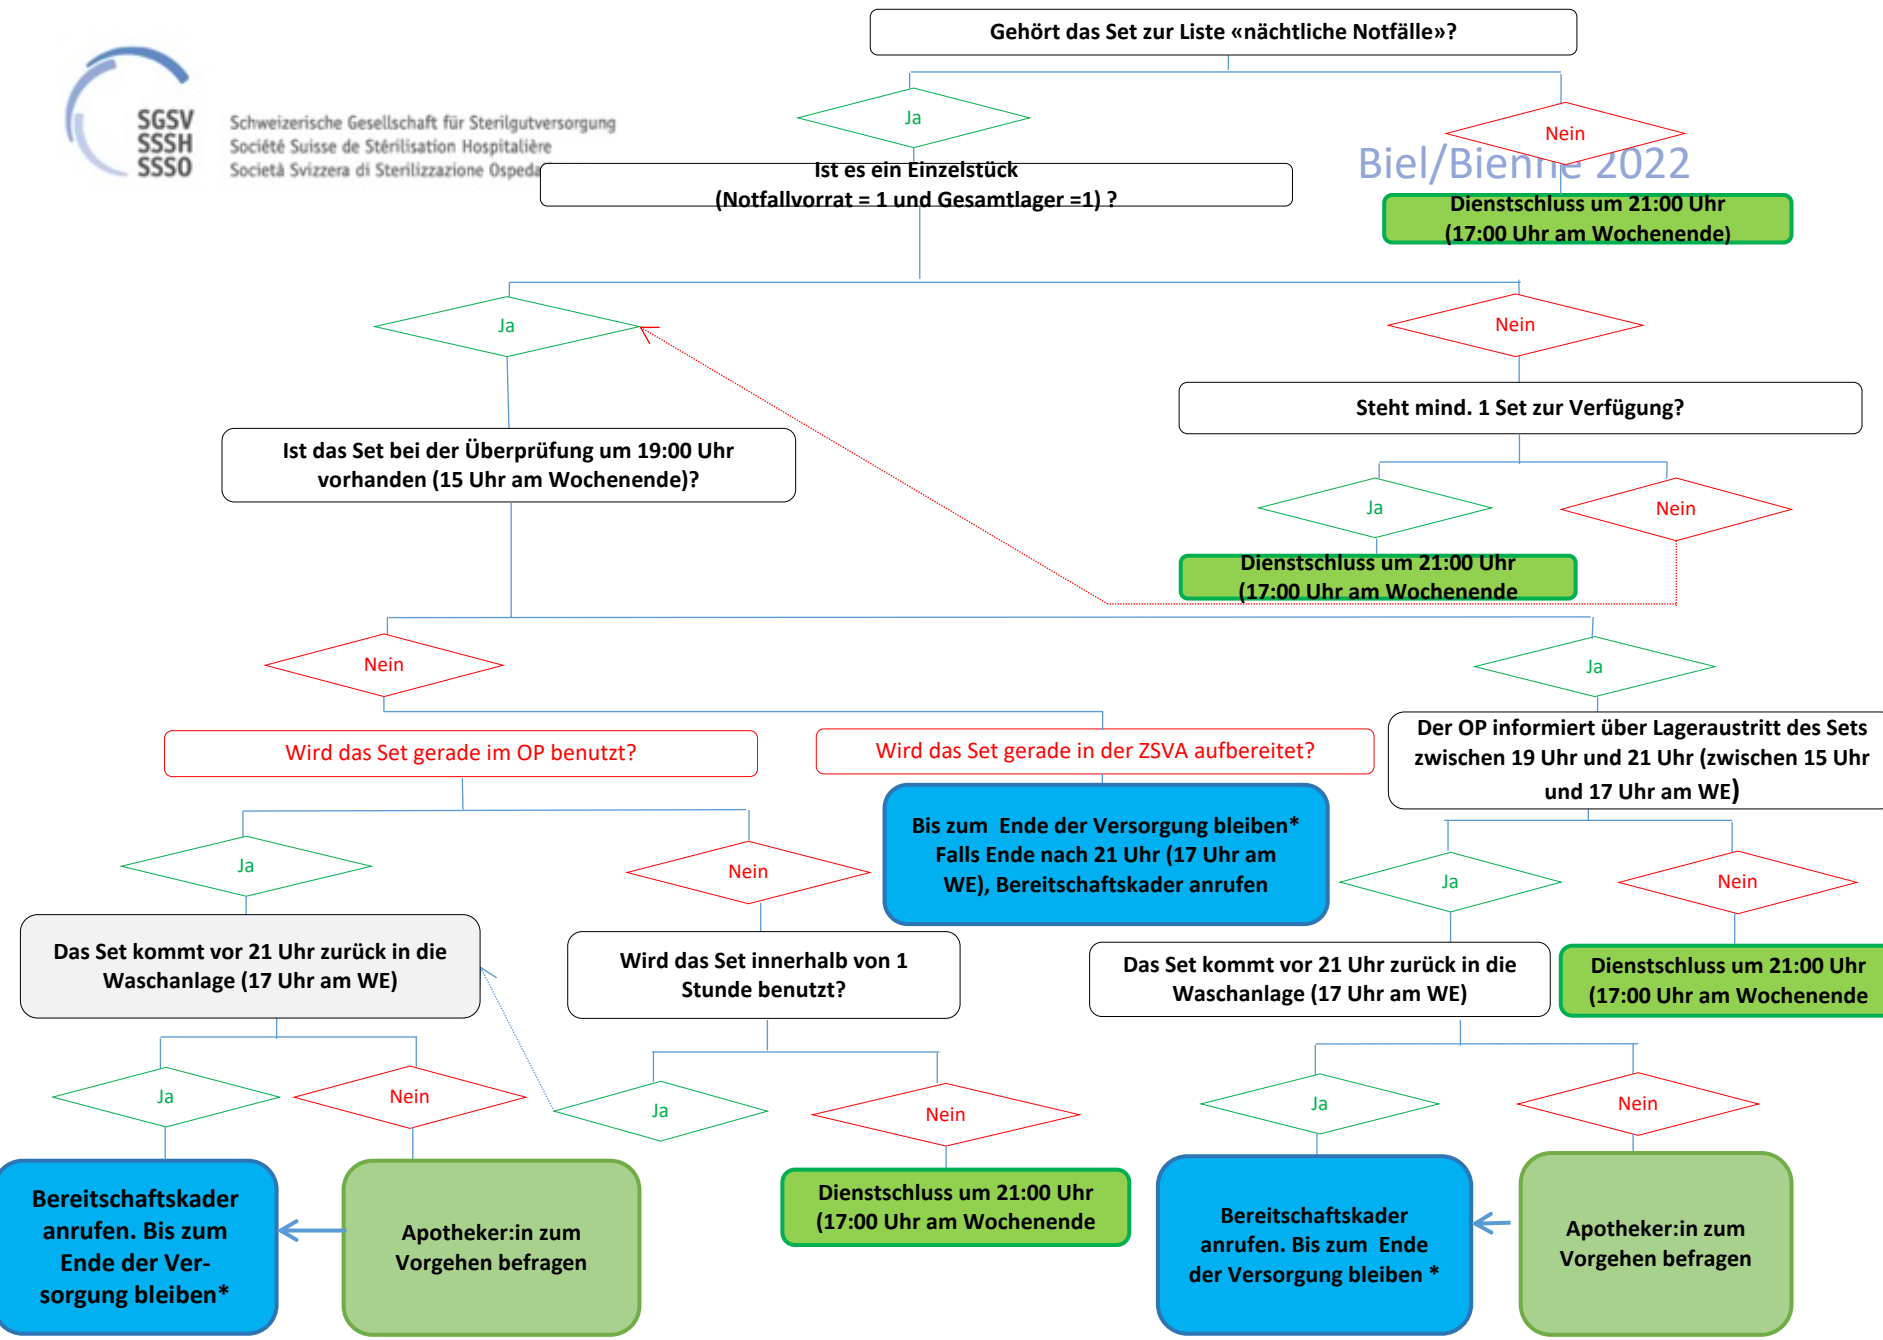 Gehört das Set zur Liste «nächtliche Notfälle»?
SGSV
SSSH
SSSO
Schweizerische Gesellschaft für Sterilgutversorgung
Société Suisse de Stérilisation Hospitalière
Società Svizzera di Sterilizzazione Ospeda
Ja
Nein
Biel/Bienne 2022
Ist es ein Einzelstück
(Notfallvorrat = 1 und Gesamtlager =1) ?
Dienstschluss um 21:00 Uhr
(17:00 Uhr am Wochenende)
Ja
Nein
Steht mind. 1 Set zur Verfügung?
Ist das Set bei der Überprüfung um 19:00 Uhr
vorhanden (15 Uhr am Wochenende)?
Ja
Nein
Dienstschluss um 21:00 Uhr
(17:00 Uhr am Wochenende
Nein
Ja
Wird das Set gerade im OP benutzt?
Wird das Set gerade in der ZSVA aufbereitet?
Der OP informiert über Lageraustritt des Sets
zwischen 19 Uhr und 21 Uhr (zwischen 15 Uhr
und 17 Uhr am WE)
Bis zum  Ende der Versorgung bleiben*
Falls Ende nach 21 Uhr (17 Uhr am
WE), Bereitschaftskader anrufen
Ja
Nein
Ja
Nein
Das Set kommt vor 21 Uhr zurück in die
Waschanlage (17 Uhr am WE)
Wird das Set innerhalb von 1
Stunde benutzt?
Das Set kommt vor 21 Uhr zurück in die
Waschanlage (17 Uhr am WE)
Dienstschluss um 21:00 Uhr
(17:00 Uhr am Wochenende
Ja
Nein
Ja
Nein
Ja
Nein
Bereitschaftskader
anrufen. Bis zum
Ende der Ver-
sorgung bleiben*
Apotheker:in zum
Vorgehen befragen
Dienstschluss um 21:00 Uhr
(17:00 Uhr am Wochenende
Bereitschaftskader
anrufen. Bis zum  Ende
der Versorgung bleiben *
Apotheker:in zum
Vorgehen befragen